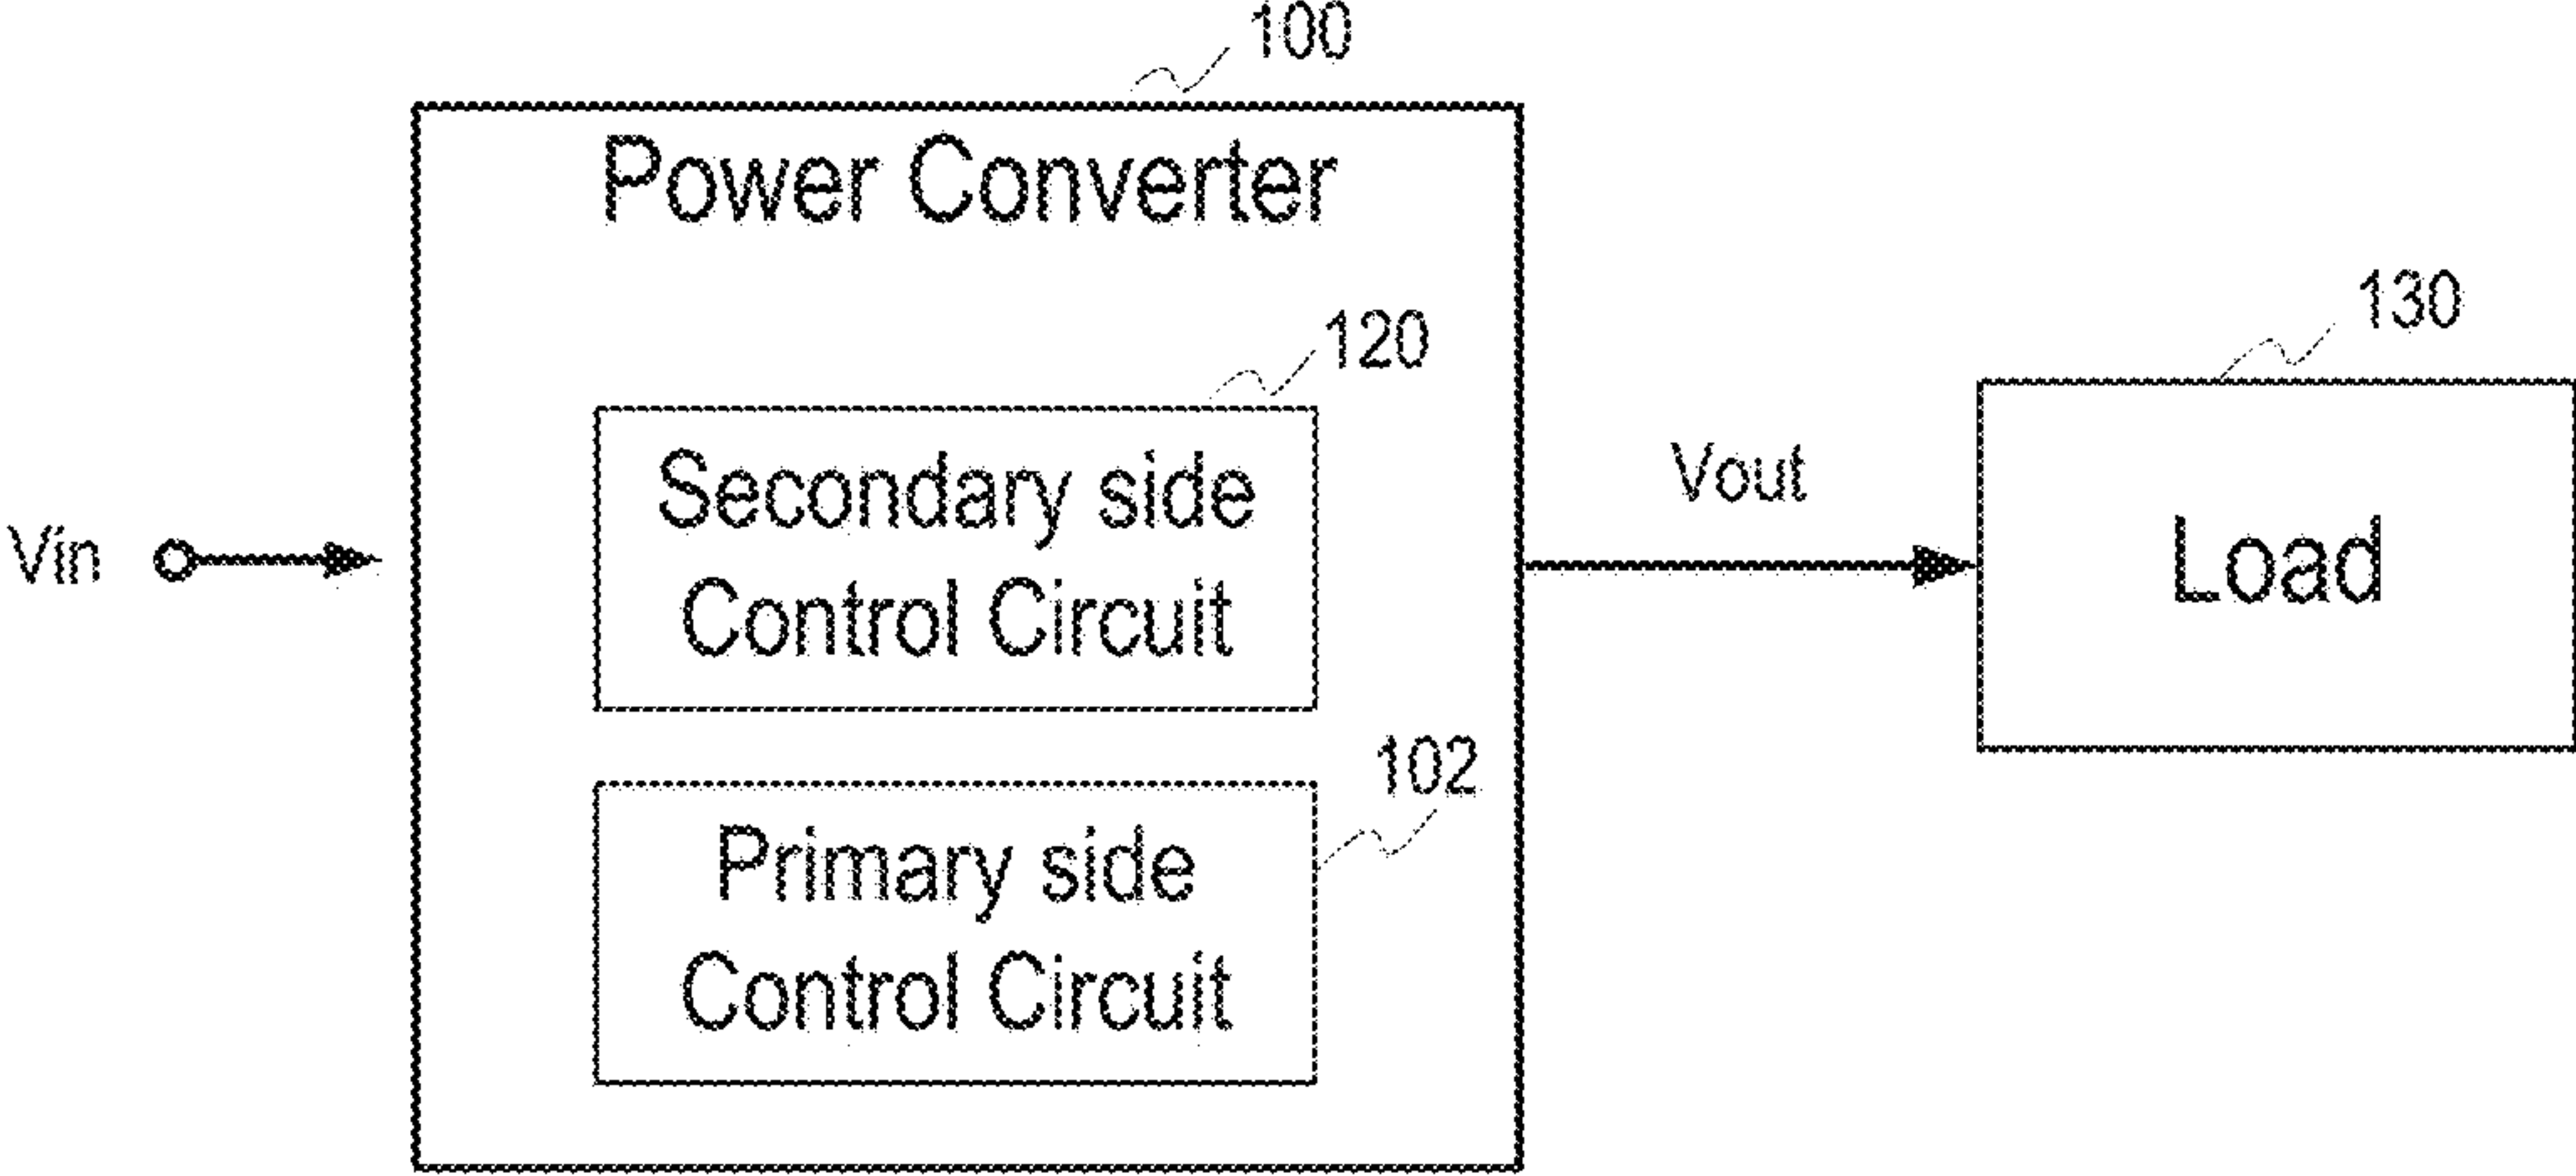 100
Power Converter
120
Secondary side
Control Circuit
102
Primary side
Control Circuit
Vin
Vout
130
Load